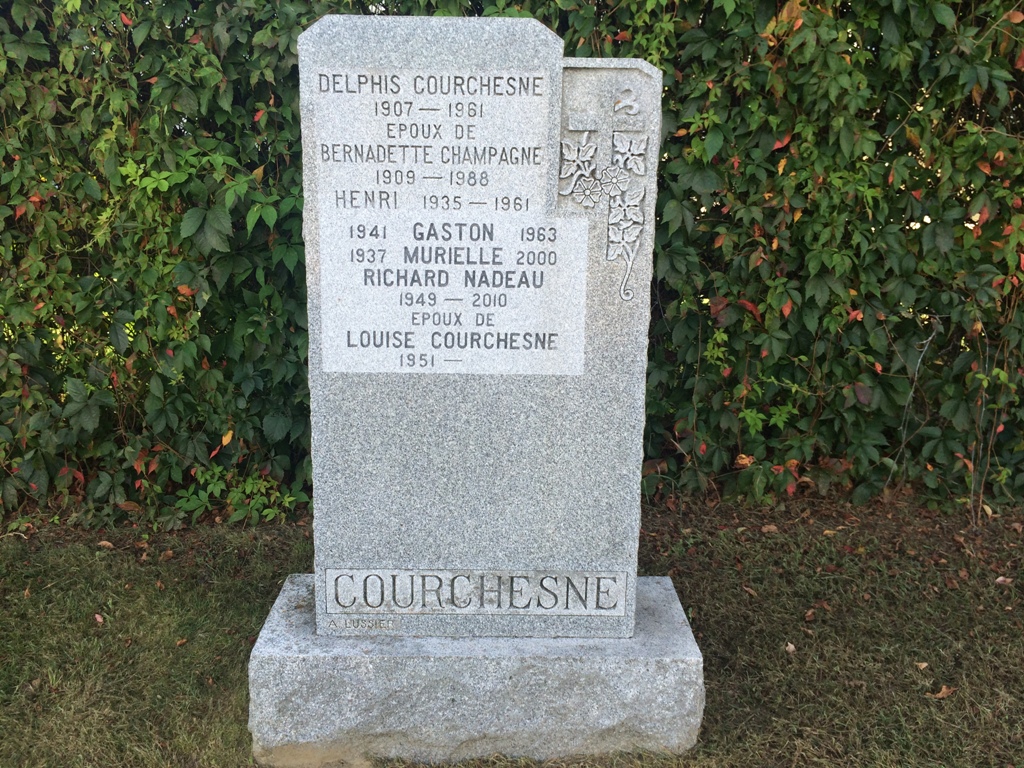 DELPHIS COURCHESNE
1907 — 1961
EPOUX DE
BERNADETTE CHAMPAGNE
1909 — 1988
HENRI 1935 — 1961
1941 GASTON 1963
1937 MURIELLE 2000
RICHARD NADEAU
1949 — 2010
EPOUX DE
LOUISE COURCHESNE
1951 —
COURCHESNE
A. LUSSIER